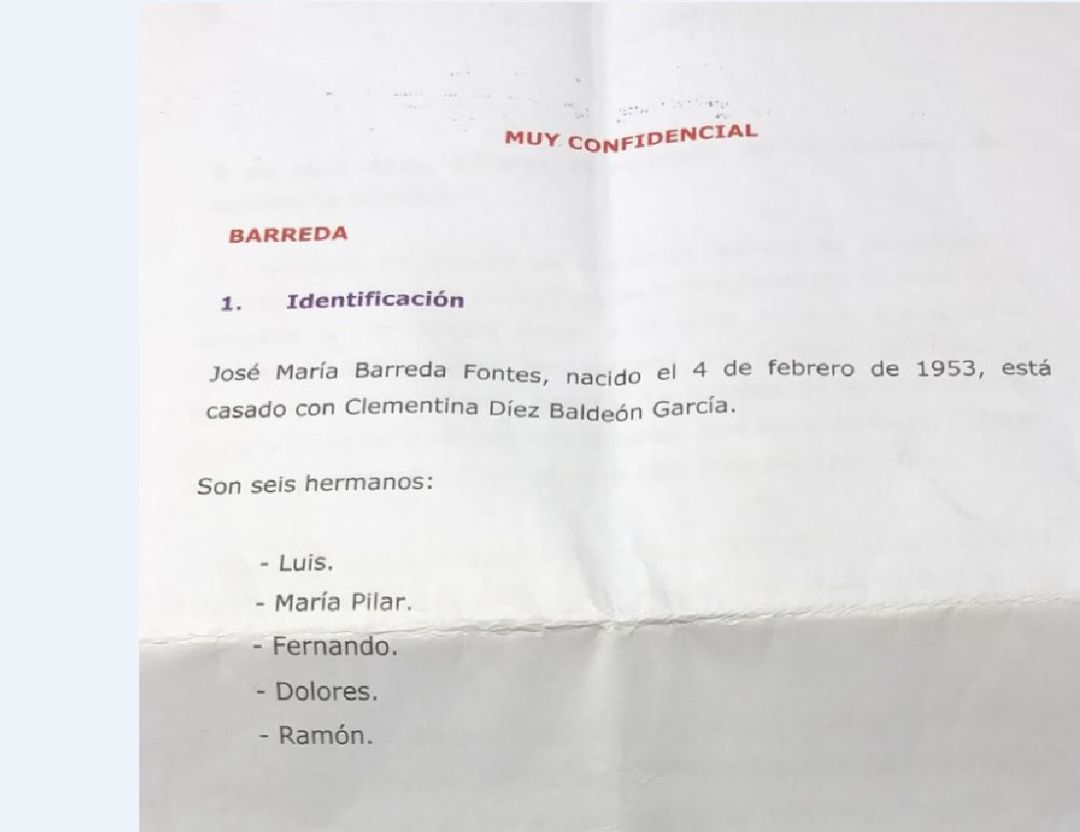 MUY CONFIDENCIAL
BARREDA
1. Identificación
José María Barreda Fontes, nacido el 4 de febrero de 1953, está
casado con Clementina Díez Baldeón García.
Son seis hermanos:
- Luis.
- María Pilar.
- Fernando.
- Dolores.
- Ramón.